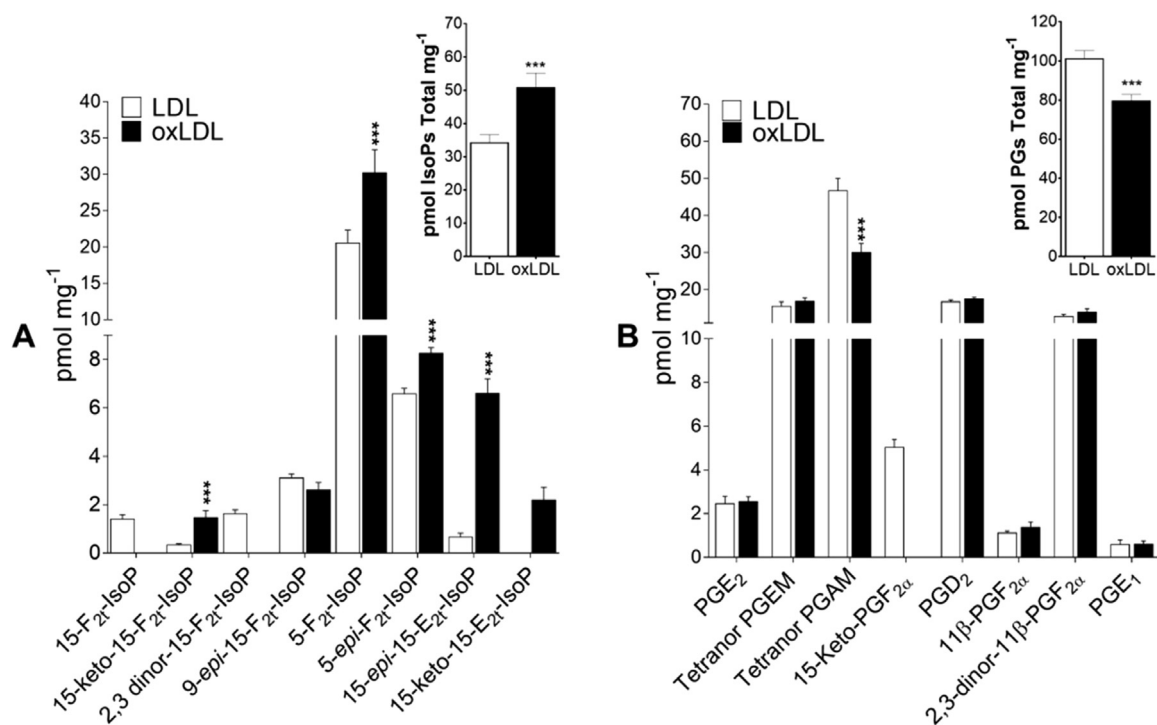 A
pmol mg-1
40
35
30
25
20
15
10
8
6
4
2
0
LDL
oxLDL
***
***
***
***
15-F2t-IsoP
15-keto-15-F2t-IsoP
2,3 dinor-15-F2t-IsoP
9-epi-15-F2t-IsoP
5-F2t-IsoP
5-epi-F2t-IsoP
15-epi-15-E2t-IsoP
15-keto-15-E2t-IsoP
pmol IsoPs Total mg-1
70
60
50
40
30
20
10
0
***
LDL oxLDL
B
pmol mg-1
70
60
50
40
30
20
10
8
6
4
2
0
LDL
oxLDL
***
PGE2
Tetranor PGEM
Tetranor PGAM
15-Keto-PGF2α
PGD2
11β-PGF2α
2,3-dinor-11β-PGF2α
PGE1
pmol PGs Total mg-1
120
100
80
60
40
20
0
***
LDL oxLDL